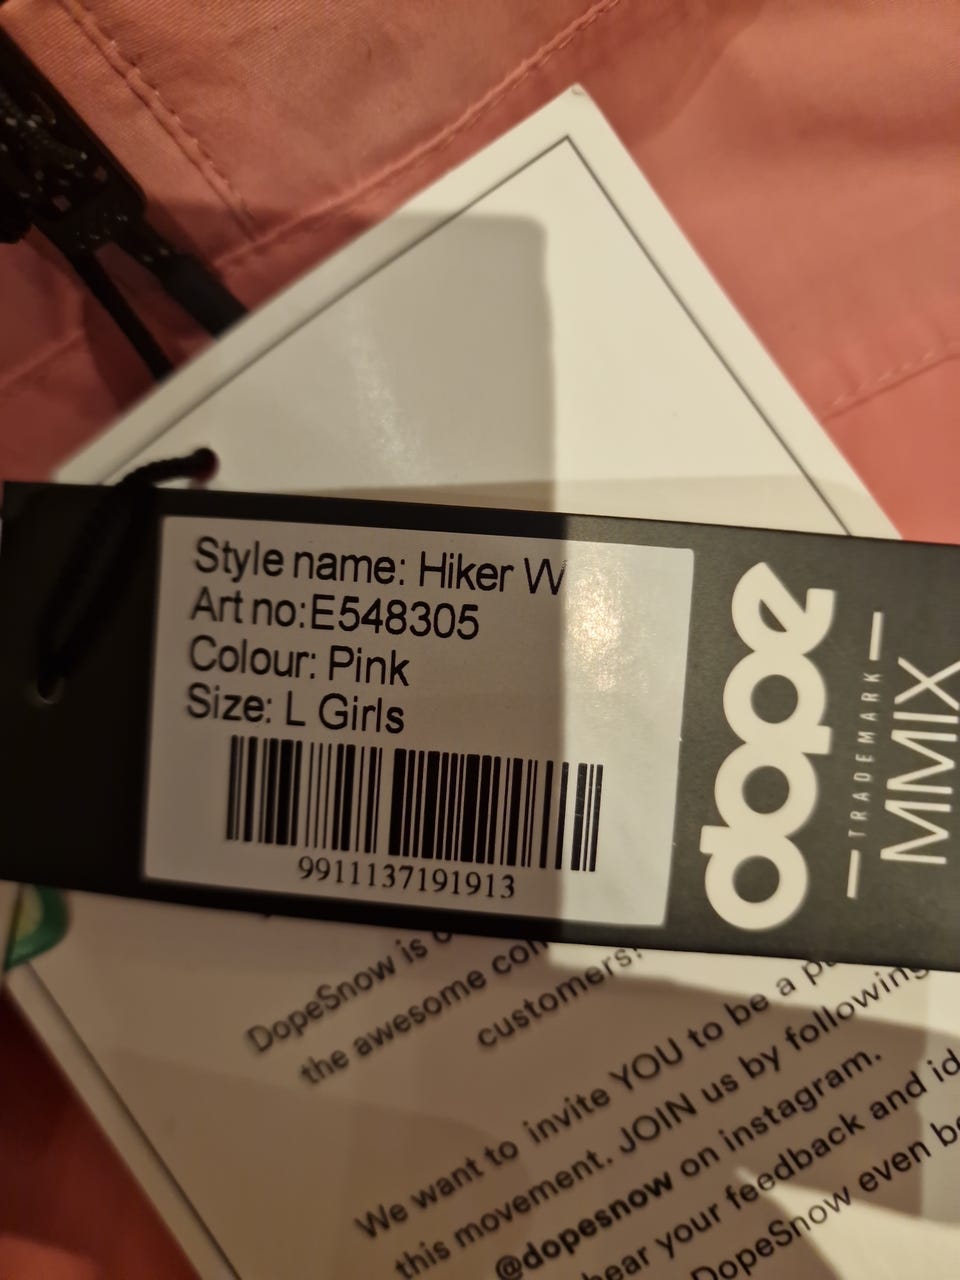 Style name: Hiker W
Art no:E548305
Colour: Pink
Size: L Girls
9911137191913
dope
TRADEMARK
MMIX
DopeSnow is
the awesome
customers!
We want to invite YOU to be a
this movement. JOIN us by following
@dopesnow on instagram.
hear your feedback and
DopeSnow even